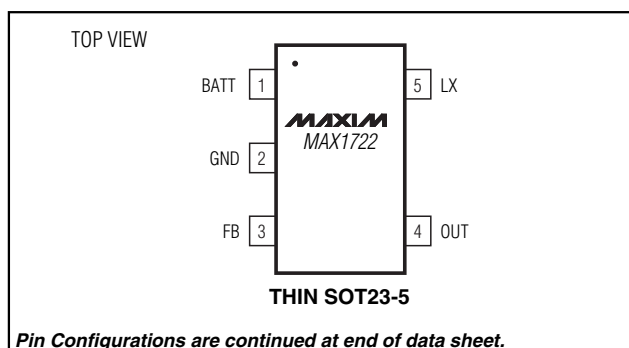 TOP VIEW
BATT 1
5 LX
MAXIM
MAX1722
GND 2
FB 3
4 OUT
THIN SOT23-5
Pin Configurations are continued at end of data sheet.